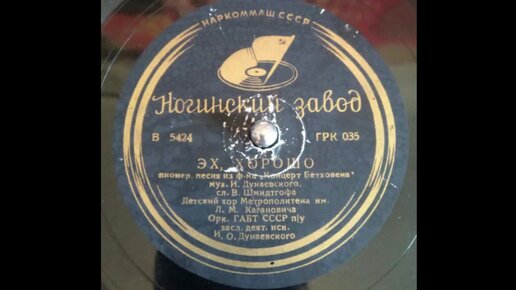 НАРКОММАШ СССР
Ногинский завод
В 5424 ГРК 035
ЭХ, ХОРОШО
пионер. песня из ф-ма „Концерт Бетховена"
муз. И. Дунаевского.
сл. В. Шмидтгофа
Детский хор Метрополитена им.
Л. М. Кагановича
Орк. ГАБТ СССР п/у
засл. деят. иск.
И. О. Дунаевского